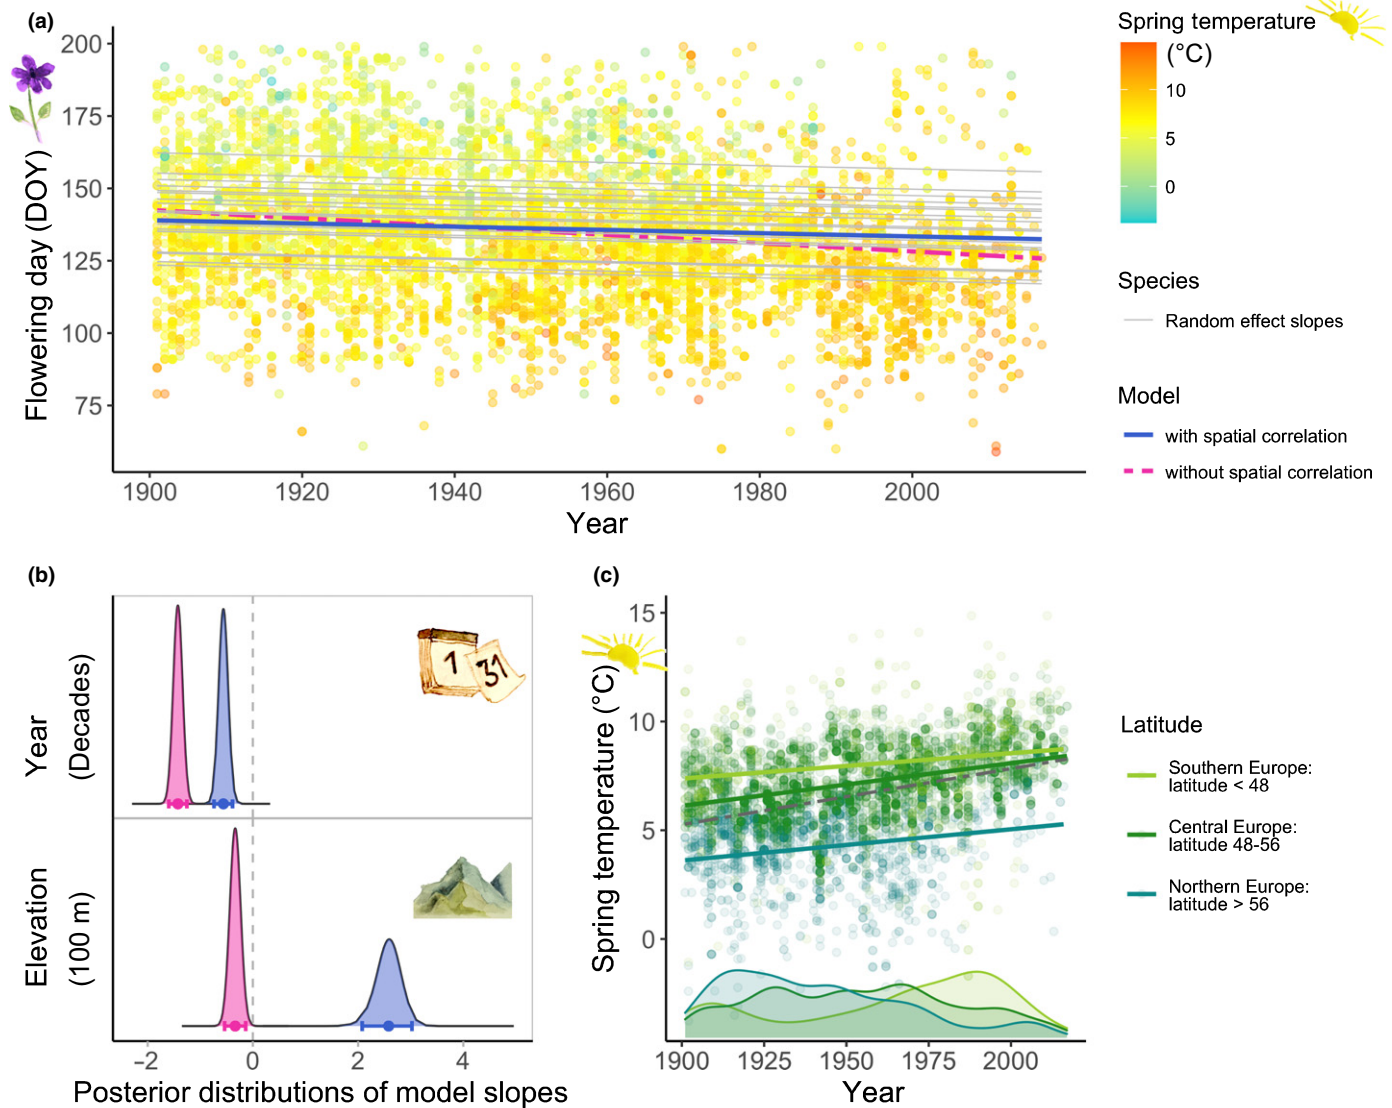 (a)
Flowering day (DOY)
200
175
150
125
100
75
1900 1920 1940 1960 1980 2000
Year
Spring temperature
(°C)
10
5
0
Species
Random effect slopes
Model
with spatial correlation
without spatial correlation
(b)
Year
(Decades)
1
31
Elevation
(100 m)
−2 0 2 4
Posterior distributions of model slopes
(c)
Spring temperature (°C)
15
10
5
0
1900 1925 1950 1975 2000
Year
Latitude
Southern Europe:
latitude < 48
Central Europe:
latitude 48-56
Northern Europe:
latitude > 56